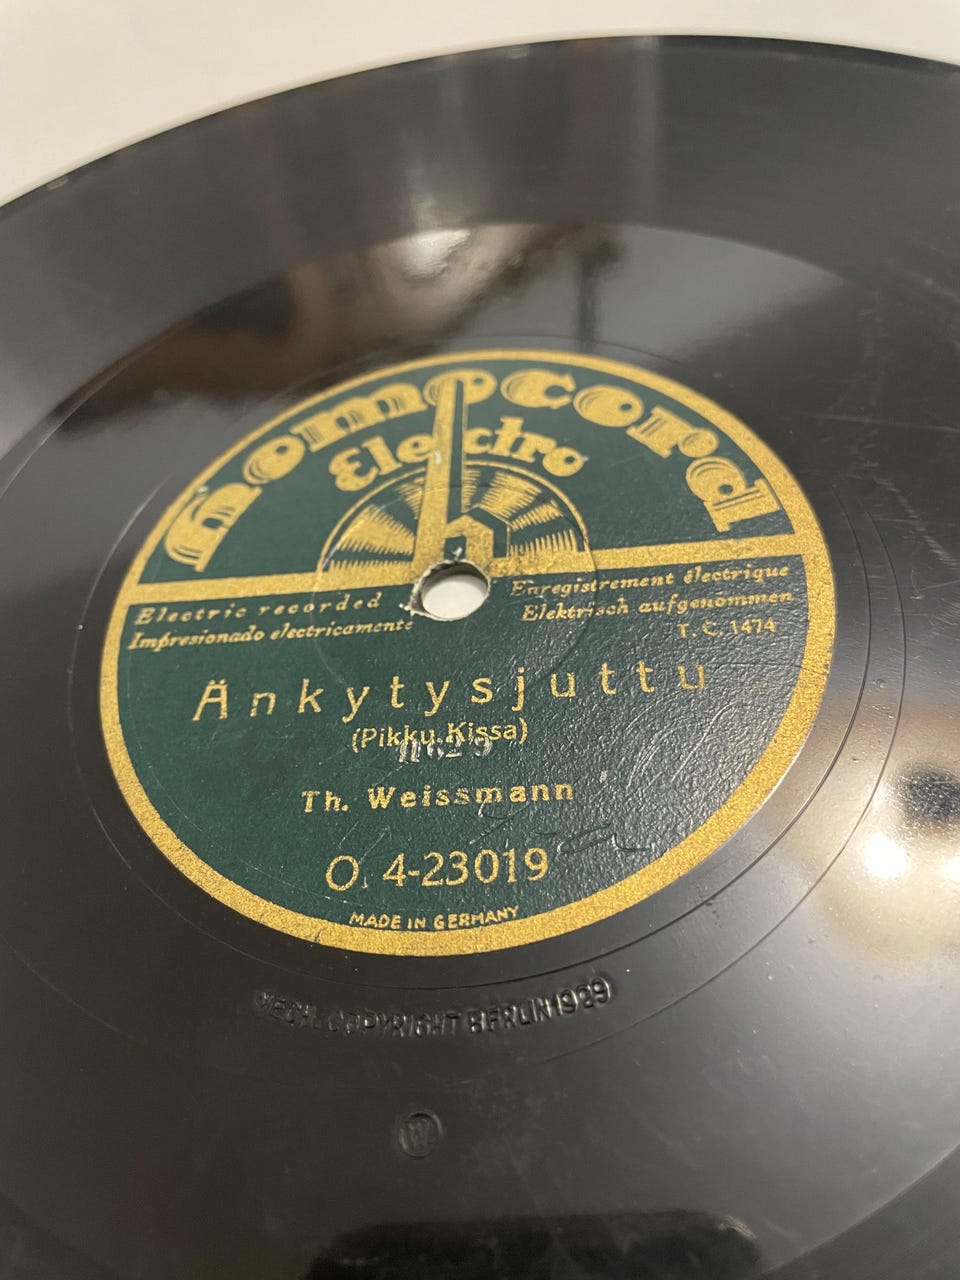 homocord
Electro
Electric recorded
Impresionado electricamente
Enregistrement électrique
Elektrisch aufgenommen
T. C. 1474
Änkytysjuttu
(Pikku Kissa)
Th. Weissmann
O. 4-23019
MADE IN GERMANY
MECH. COPYRIGHT BERLIN 1929
W